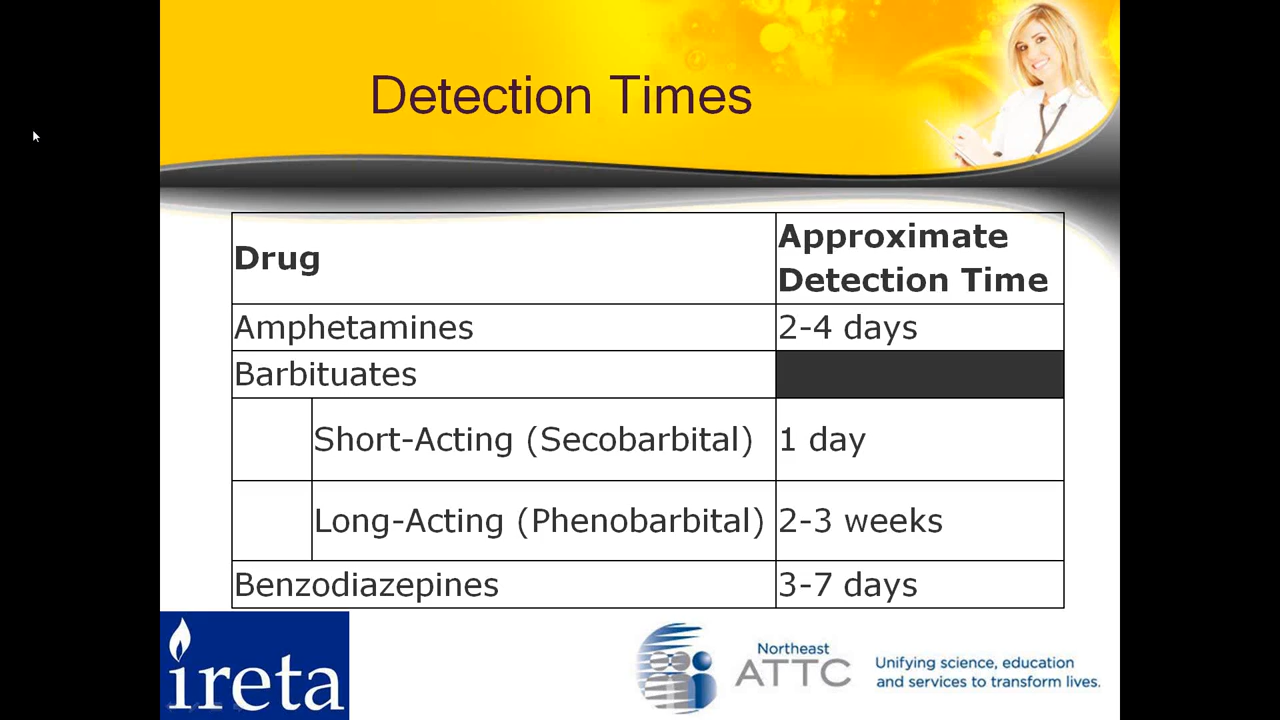 Detection Times
Drug
Approximate
Detection Time
Amphetamines 2-4 days
Barbituates
Short-Acting (Secobarbital) 1 day
Long-Acting (Phenobarbital) 2-3 weeks
Benzodiazepines 3-7 days
ireta
Northeast
ATTC
Unifying science, education
and services to transform lives.